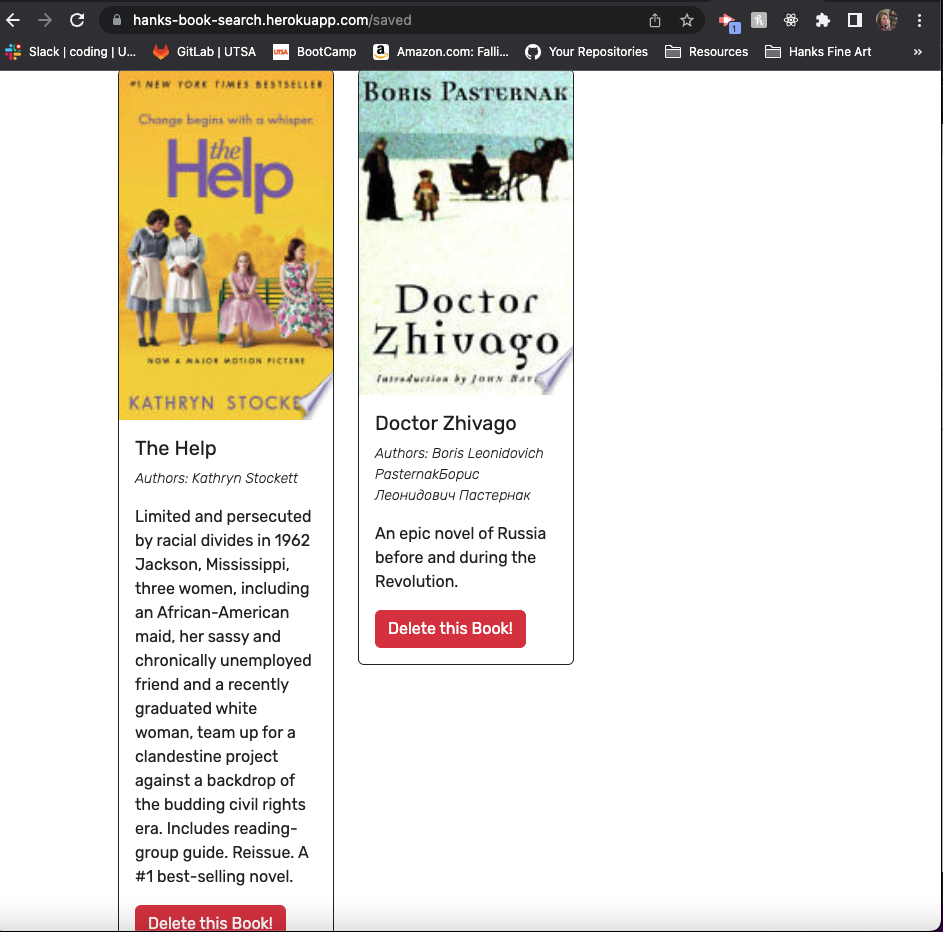 hanks-book-search.herokuapp.com/saved
1
Slack | coding | U...
GitLab | UTSA
UTSA
BootCamp
a
Amazon.com: Falli...
Your Repositories
Resources
Hanks Fine Art
»
#1 NEW YORK TIMES BESTSELLER
Change begins with a whisper.
the
Help
NOW A MAJOR MOTION PICTURE
KATHRYN STOCKE
The Help
Authors: Kathryn Stockett
Limited and persecuted
by racial divides in 1962
Jackson, Mississippi,
three women, including
an African-American
maid, her sassy and
chronically unemployed
friend and a recently
graduated white
woman, team up for a
clandestine project
against a backdrop of
the budding civil rights
era. Includes reading-
group guide. Reissue. A
#1 best-selling novel.
Delete this Book!
BORIS PASTERNAK
Doctor
Zhivago
Introduction by JOHN BAY
Doctor Zhivago
Authors: Boris Leonidovich
PasternakБорис
Леонидович Пастернак
An epic novel of Russia
before and during the
Revolution.
Delete this Book!